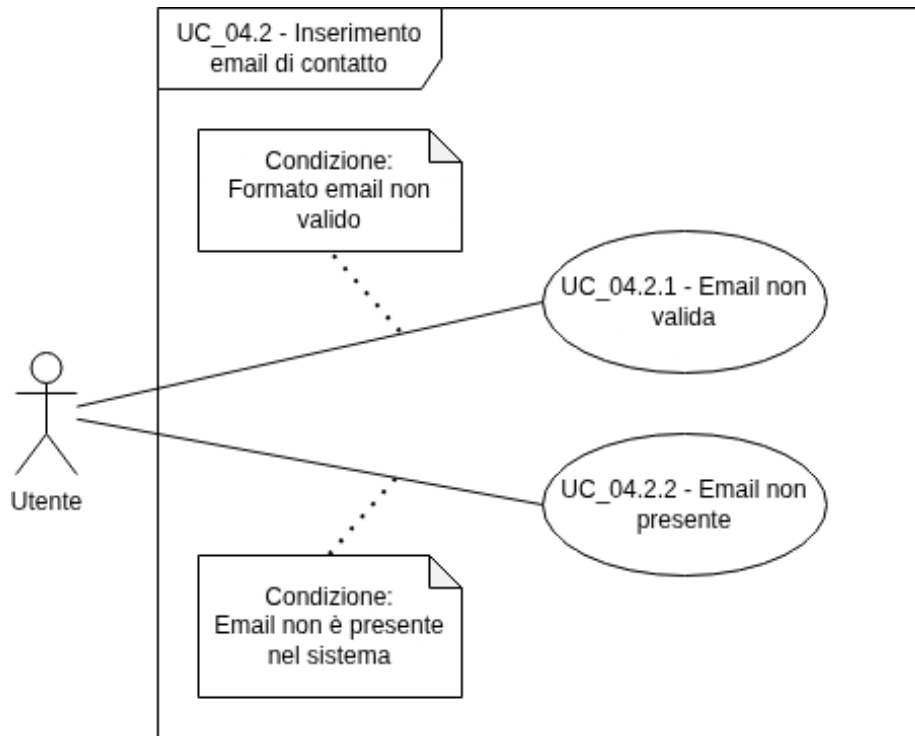 UC_04.2 - Inserimento
email di contatto
Condizione:
Formato email non
valido
UC_04.2.1 - Email non
valida
Utente
UC_04.2.2 - Email non
presente
Condizione:
Email non è presente
nel sistema